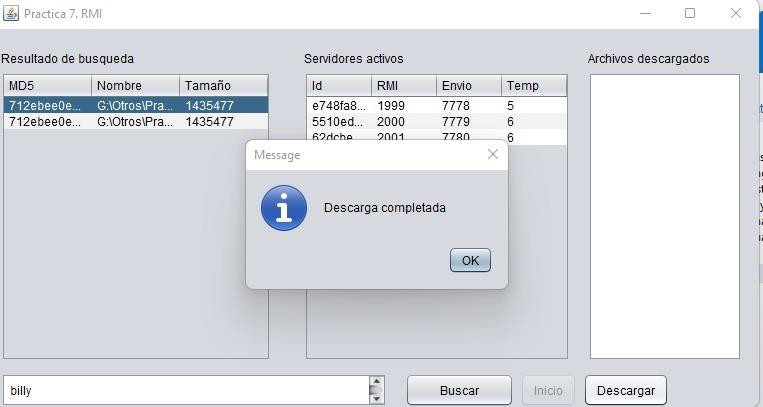 Practica 7. RMI
Resultado de busqueda
Servidores activos
Archivos descargados
MD5 Nombre Tamaño
Id RMI Envio Temp
712ebee0e... G:\Otros\Pra... 1435477
e748fa8... 1999 7778 5
712ebee0e... G:\Otros\Pra... 1435477
5510ed... 2000 7779 6
62dcbe 2001 7780 6
Message
Descarga completada
OK
billy
Buscar
Inicio
Descargar